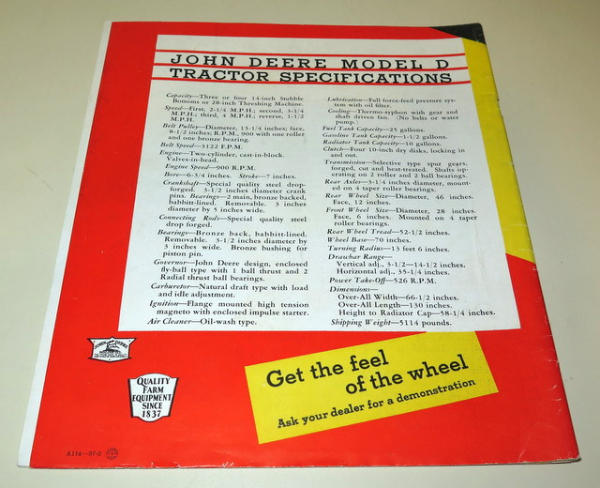 JOHN DEERE MODEL D
TRACTOR SPECIFICATIONS
Capacity—Three or four 14-inch Stubble
Bottoms or 28-inch Threshing Machine.
Speed—First, 2-1/4 M.P.H.; second, 3-1/4
M.P.H.; third, 4 M.P.H.; reverse, 1-1/2
M.P.H.
Belt Pulley—Diameter, 13-1/4 inches; face,
8-1/2 inches; R.P.M., 900 with one roller
and one bronze bearing.
Belt Speed—3122 F.P.M.
Engine—Two-cylinder, cast-in-block.
Valves-in-head.
Engine Speed—900 R.P.M.
Bore—6-3/4 inches. Stroke—7 inches.
Crankshaft—Special quality steel drop-
forged. 3-1/2 inches diameter crank
pins. Bearings—2 main, bronze backed,
babbitt-lined. Removable. 3 inches
diameter by 5 inches wide.
Connecting Rods—Special quality steel
drop forged.
Bearings—Bronze back, babbitt-lined.
Removable. 3-1/2 inches diameter by
3 inches wide. Bronze bushing for
piston pin.
Governor—John Deere design, enclosed
fly-ball type with 1 ball thrust and 2
Radial thrust ball bearings.
Carburetor—Natural draft type with load
and idle adjustment.
Ignition—Flange mounted high tension
magneto with enclosed impulse starter.
Air Cleaner—Oil-wash type.
Lubrication—Full force-feed pressure sys-
tem with oil filter.
Cooling—Thermo-syphon with gear and
shaft driven fan. (No belts or water
pump.)
Fuel Tank Capacity—25 gallons.
Gasoline Tank Capacity—1-1/2 gallons.
Radiator Tank Capacity—16 gallons.
Clutch—Four 10-inch dry disks, locking in
and out.
Transmission—Selective type spur gears,
forged, cut and heat-treated. Shafts op-
erating on 2 roller and 2 ball bearings.
Rear Axles—3-1/4 inches diameter, mount-
ed on 4 taper roller bearings.
Rear Wheel Size—Diameter, 46 inches.
Face, 12 inches.
Front Wheel Size—Diameter, 28 inches.
Face, 6 inches. Mounted on 4 taper
roller bearings.
Rear Wheel Tread—52-1/2 inches.
Wheel Base—70 inches.
Turning Radius—13 feet 6 inches.
Drawbar Range—
Vertical adj., 3-1/2—14-1/2 inches.
Horizontal adj., 35-1/4 inches.
Power Take-Off—526 R.P.M.
Dimensions—
Over-All Width—66-1/2 inches.
Over-All Length—130 inches.
Height to Radiator Cap—58-1/4 inches.
Shipping Weight—5114 pounds.
JOHN DEERE
QUALITY
FARM
EQUIPMENT
SINCE
1837
Get the feel
of the wheel
Ask your dealer for a demonstration